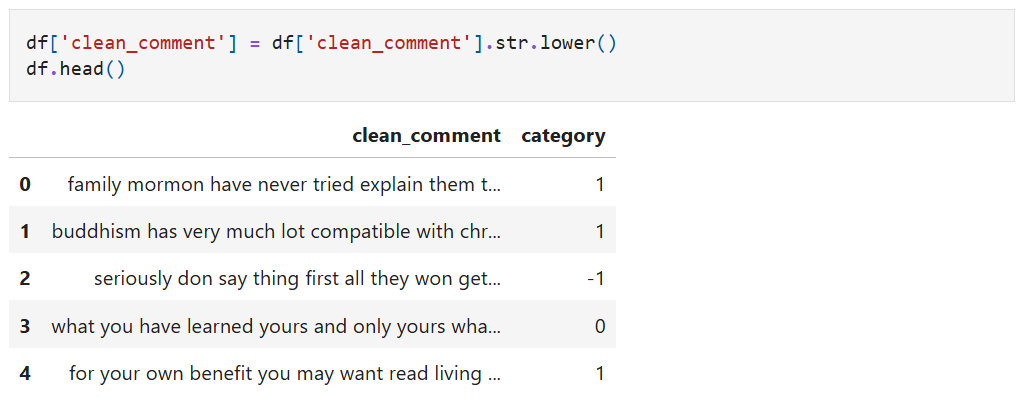 df['clean_comment'] = df['clean_comment'].str.lower()
df.head()
clean_comment category
0 family mormon have never tried explain them t... 1
1 buddhism has very much lot compatible with chr... 1
2 seriously don say thing first all they won get... -1
3 what you have learned yours and only yours wha... 0
4 for your own benefit you may want read living ... 1